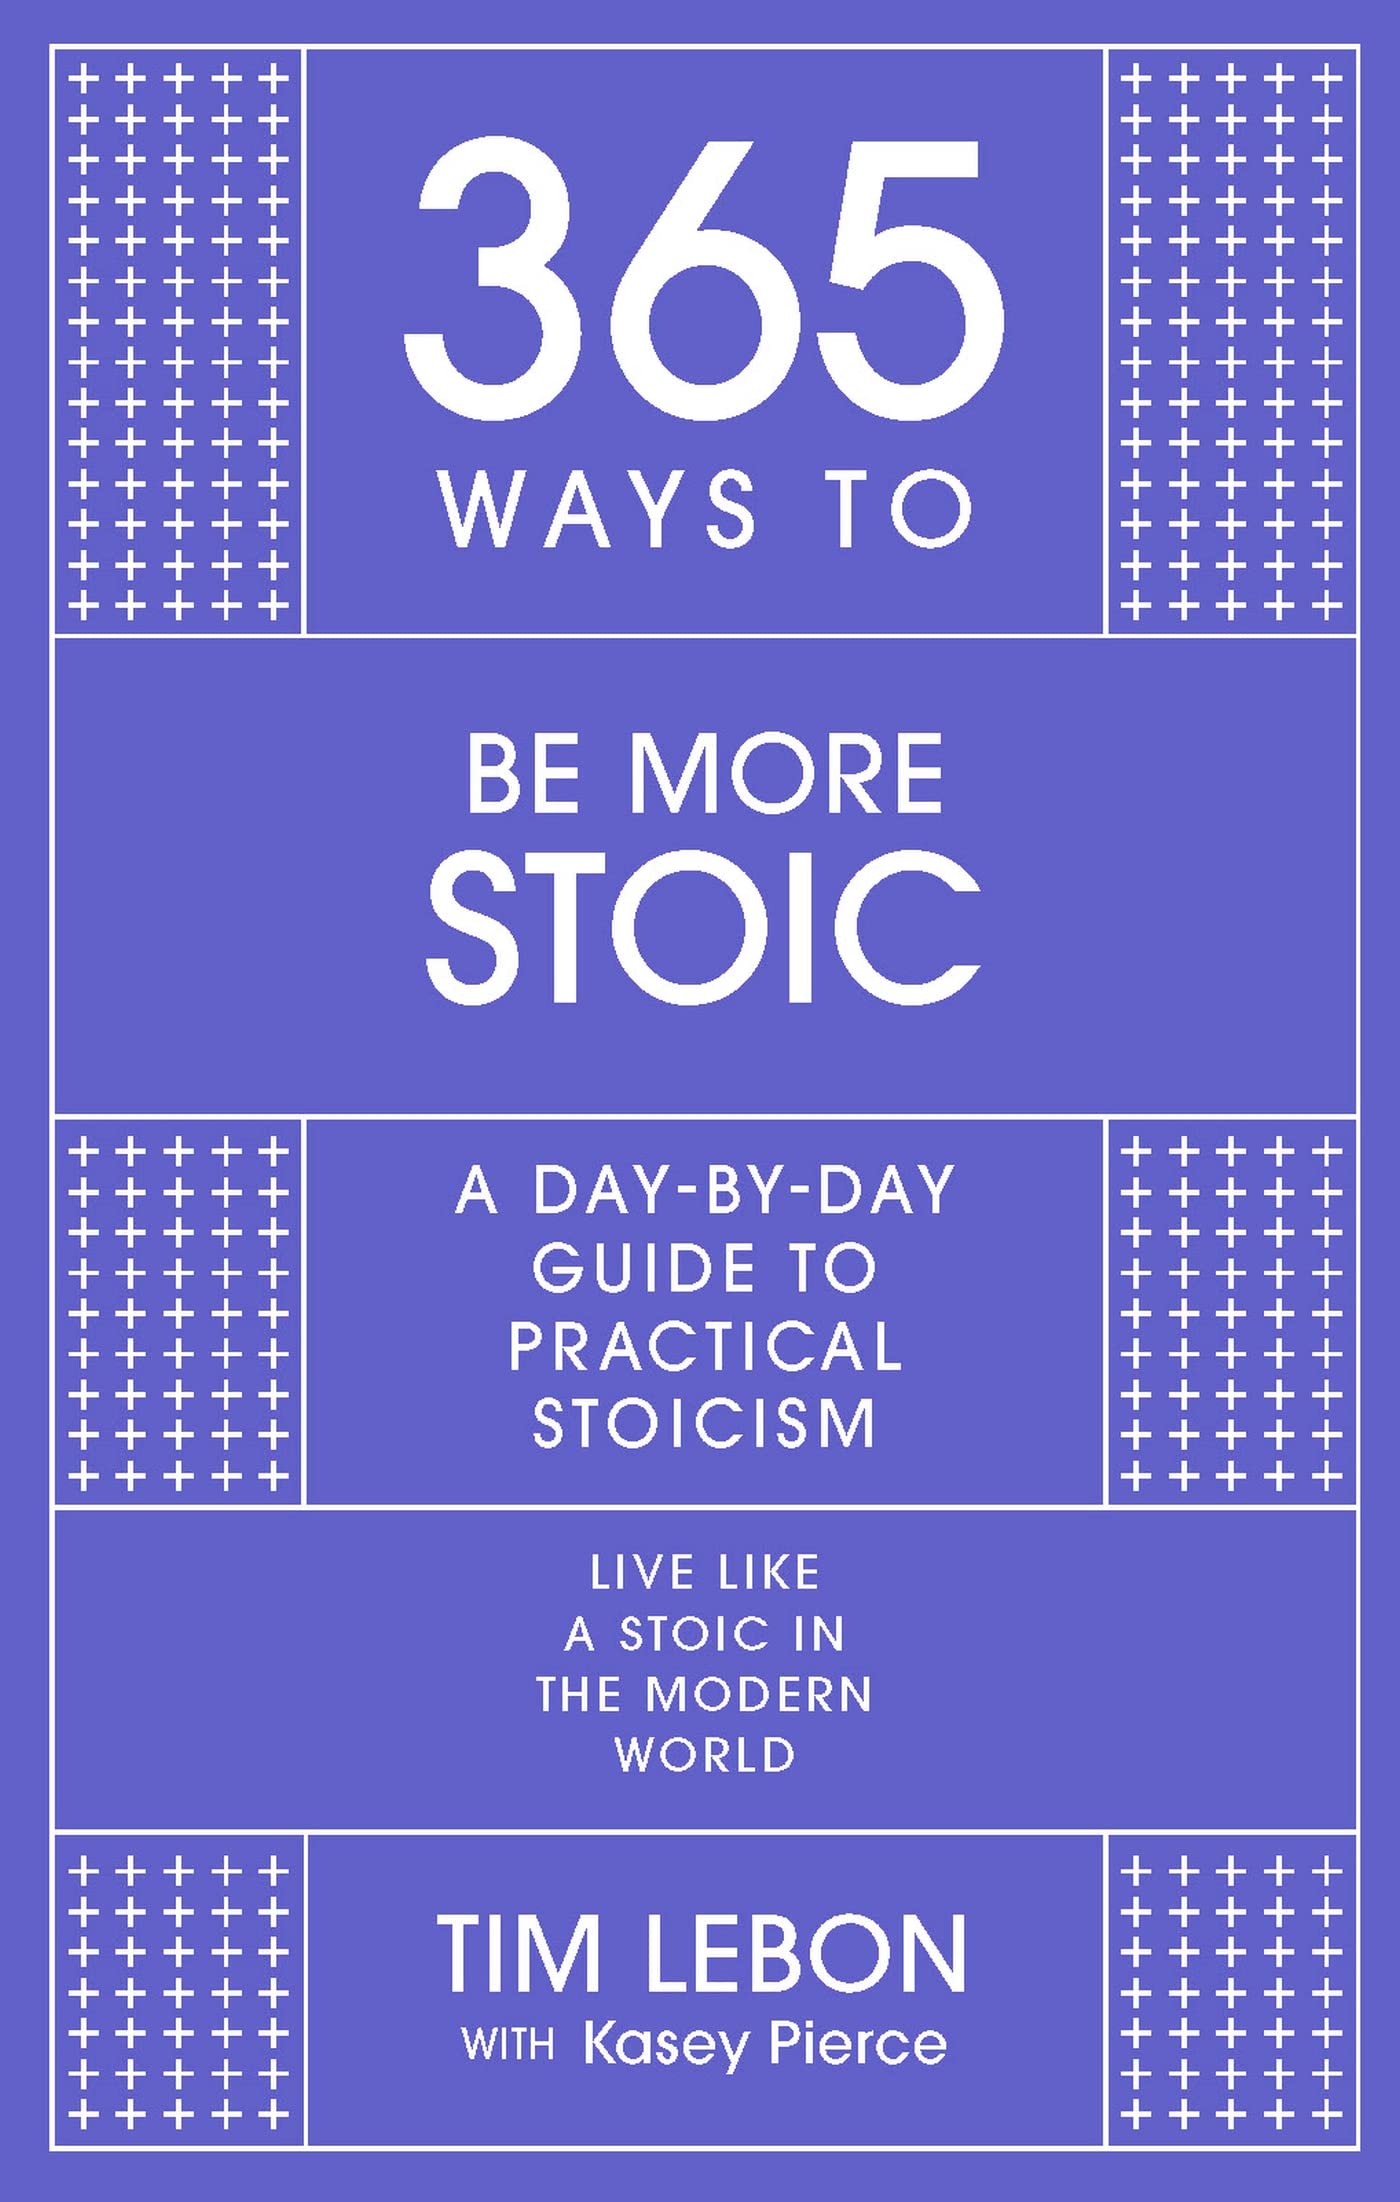 365
WAYS TO
BE MORE
STOIC
A DAY-BY-DAY
GUIDE TO
PRACTICAL
STOICISM
LIVE LIKE
A STOIC IN
THE MODERN
WORLD
TIM LEBON
WITH Kasey Pierce